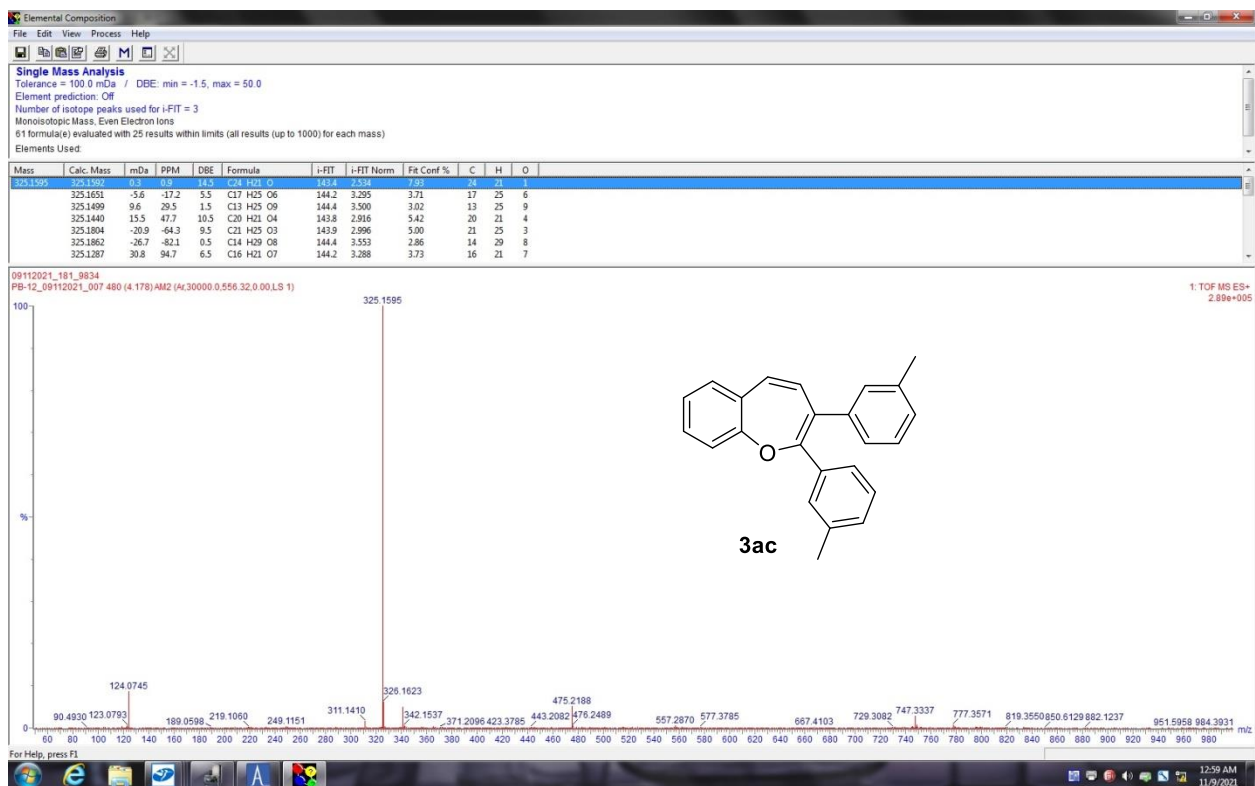 Elemental Composition
File Edit View Process Help
Single Mass Analysis
Tolerance = 100.0 mDa / DBE: min = -1.5, max = 50.0
Element prediction: Off
Number of isotope peaks used for i-FIT = 3
Monoisotopic Mass, Even Electron Ions
61 formula(e) evaluated with 25 results within limits (all results (up to 1000) for each mass)
Elements Used:
Mass Calc. Mass mDa PPM DBE Formula i-FIT i-FIT Norm Fit Conf % C H O
325.1595 325.1592 0.3 0.9 14.5 C24 H21 O 143.4 2.534 7.93 24 21 1
325.1651 -5.6 -17.2 5.5 C17 H25 O6 144.2 3.295 3.71 17 25 6
325.1499 9.6 29.5 1.5 C13 H25 O9 144.4 3.500 3.02 13 25 9
325.1440 15.5 47.7 10.5 C20 H21 O4 143.8 2.916 5.42 20 21 4
325.1804 -20.9 -64.3 9.5 C21 H25 O3 143.9 2.996 5.00 21 25 3
325.1862 -26.7 -82.1 0.5 C14 H29 O8 144.4 3.553 2.86 14 29 8
325.1287 30.8 94.7 6.5 C16 H21 O7 144.2 3.288 3.73 16 21 7
09112021_181_9834
PB-12_09112021_007 480 (4.178) AM2 (Ar,30000.0,556.32,0.00,LS 1)
1: TOF MS ES+
2.89e+005
100
325.1595
O
3ac
%
124.0745
326.1623
475.2188
90.4930 123.0793 189.0598 219.1060 249.1151 311.1410 342.1537 371.2096 423.3785 443.2082 476.2489 557.2870 577.3785 667.4103 729.3082 747.3337 777.3571 819.3550 850.6129 882.1237 951.5958 984.3931
0
60 80 100 120 140 160 180 200 220 240 260 280 300 320 340 360 380 400 420 440 460 480 500 520 540 560 580 600 620 640 660 680 700 720 740 760 780 800 820 840 860 880 900 920 940 960 980
m/z
For Help, press F1
12:59 AM
11/9/2021